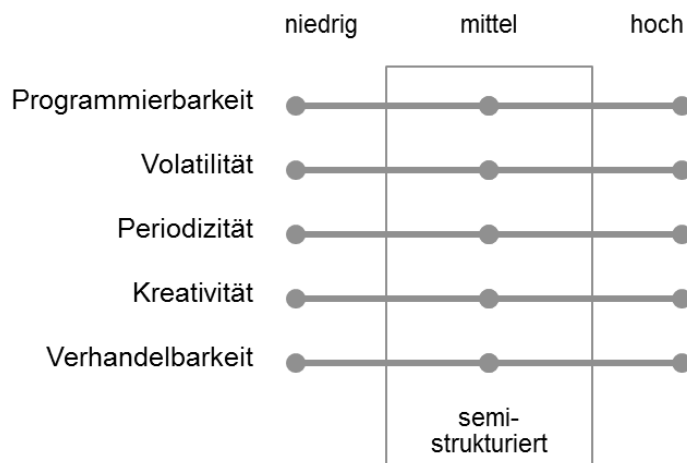 niedrig mittel hoch
Programmierbarkeit
Volatilität
Periodizität
Kreativität
Verhandelbarkeit
semi-
strukturiert